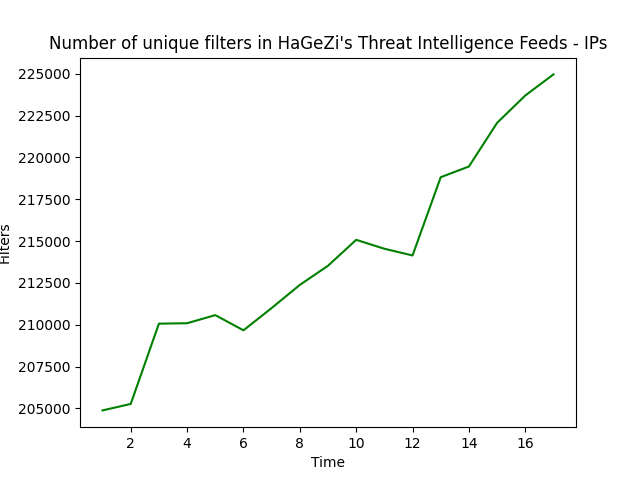 Number of unique filters in HaGeZi's Threat Intelligence Feeds - IPs
225000
222500
220000
217500
215000
212500
210000
207500
205000
Filters
2 4 6 8 10 12 14 16
Time